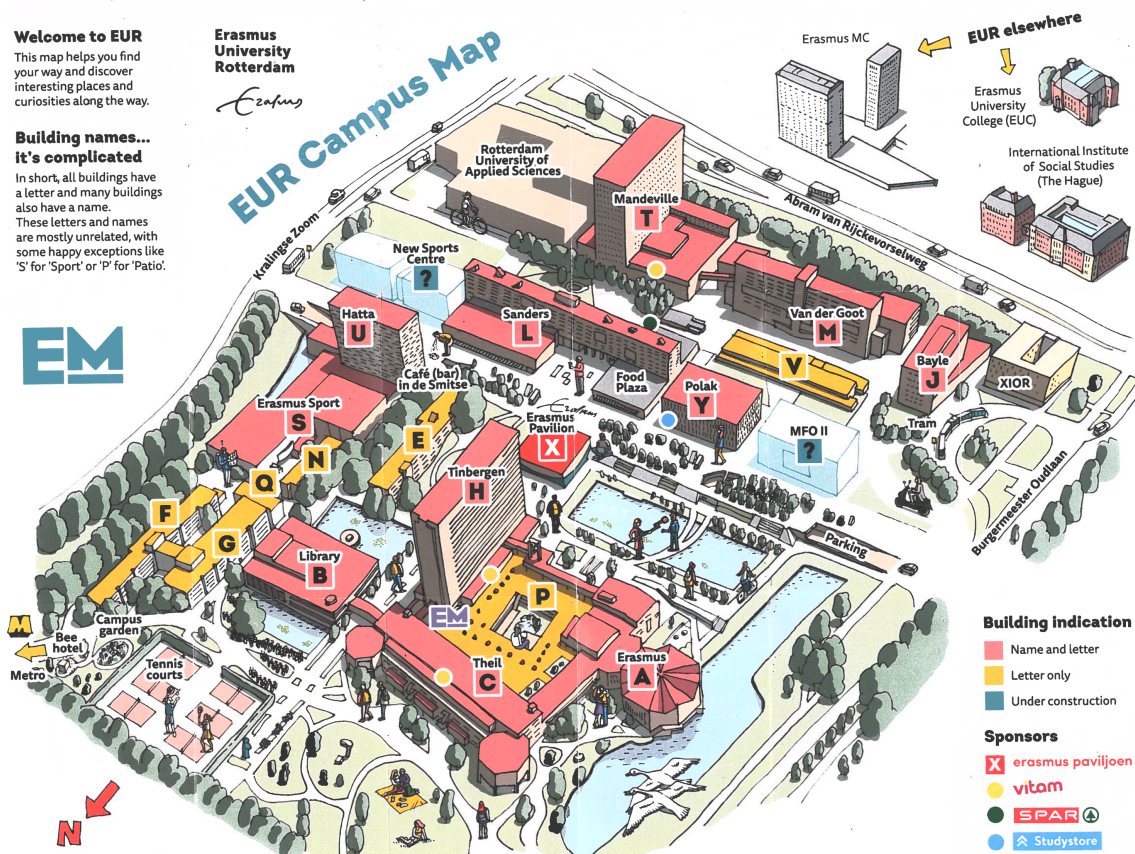 Welcome to EUR
This map helps you find
your way and discover
interesting places and
curiosities along the way.
Building names...
it's complicated
In short, all buildings have
a letter and many buildings
also have a name.
These letters and names
are mostly unrelated, with
some happy exceptions like
'S' for 'Sport' or 'P' for 'Patio'.
EM
Erasmus
University
Rotterdam
Erasmus
EUR Campus Map
Erasmus MC
EUR elsewhere
Erasmus
University
College (EUC)
International Institute
of Social Studies
(The Hague)
Kralingse Zoom
Abram van Rijckevorselweg
Burgermeester Oudlaan
Rotterdam
University of
Applied Sciences
Mandeville
T
New Sports
Centre
?
Hatta
U
Sanders
L
Van der Goot
M
V
Bayle
J
XIOR
Tram
Café (bar)
in de Smitse
Food
Plaza
Polak
Y
MFO II
?
Erasmus Sport
S
Erasmus
Erasmus
Pavilion
X
E
N
Q
F
G
Tinbergen
H
Library
B
Parking
P
EM
Theil
C
Erasmus
A
M
Metro
Bee
hotel
Campus
garden
Tennis
courts
N
Building indication
Name and letter
Letter only
Under construction
Sponsors
X erasmus paviljoen
vitam
SPAR
Studystore